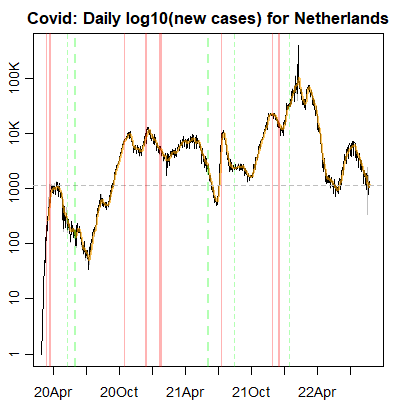 Covid: Daily log10(new cases) for Netherlands
100K
10K
1000
100
10
1
20Apr 20Oct 21Apr 21Oct 22Apr